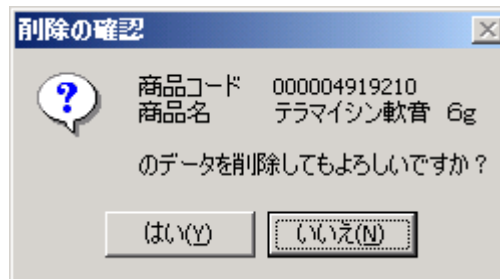 削除の確認
商品コード 000004919210
商品名 テラマイシン軟膏 6g
のデータを削除してもよろしいですか?
はい(Y) いいえ(N)